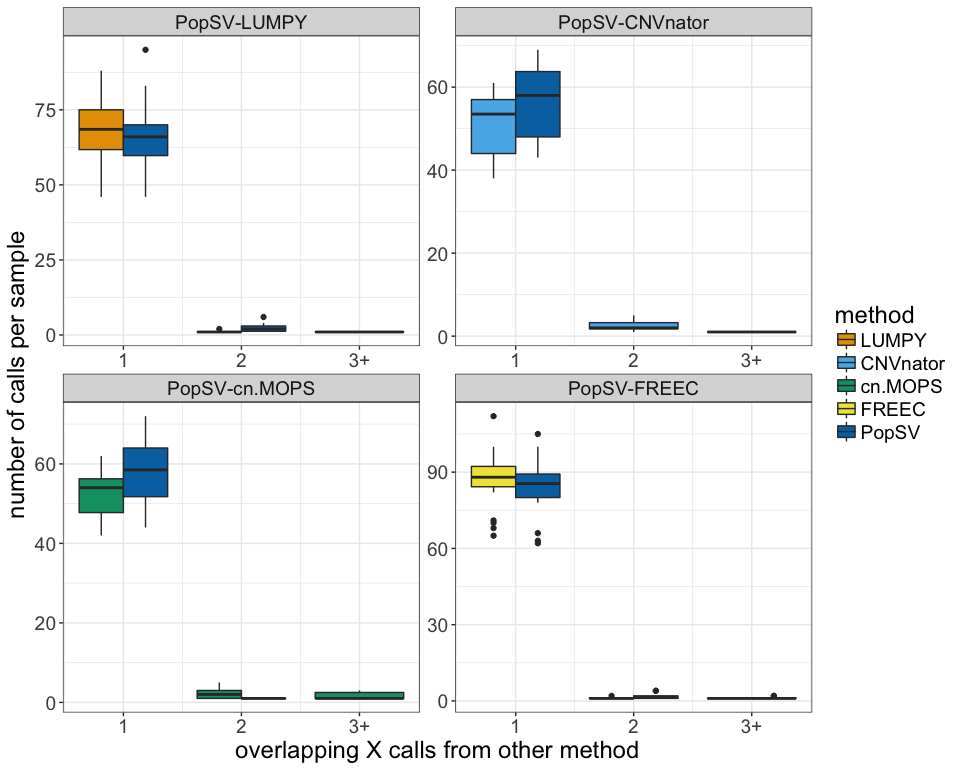 PopSV-LUMPY
PopSV-CNVnator
75
50
25
0
1 2 3+
60
40
20
0
1 2 3+
PopSV-cn.MOPS
PopSV-FREEC
60
40
20
0
1 2 3+
90
60
30
0
1 2 3+
number of calls per sample
overlapping X calls from other method
method
LUMPY
CNVnator
cn.MOPS
FREEC
PopSV